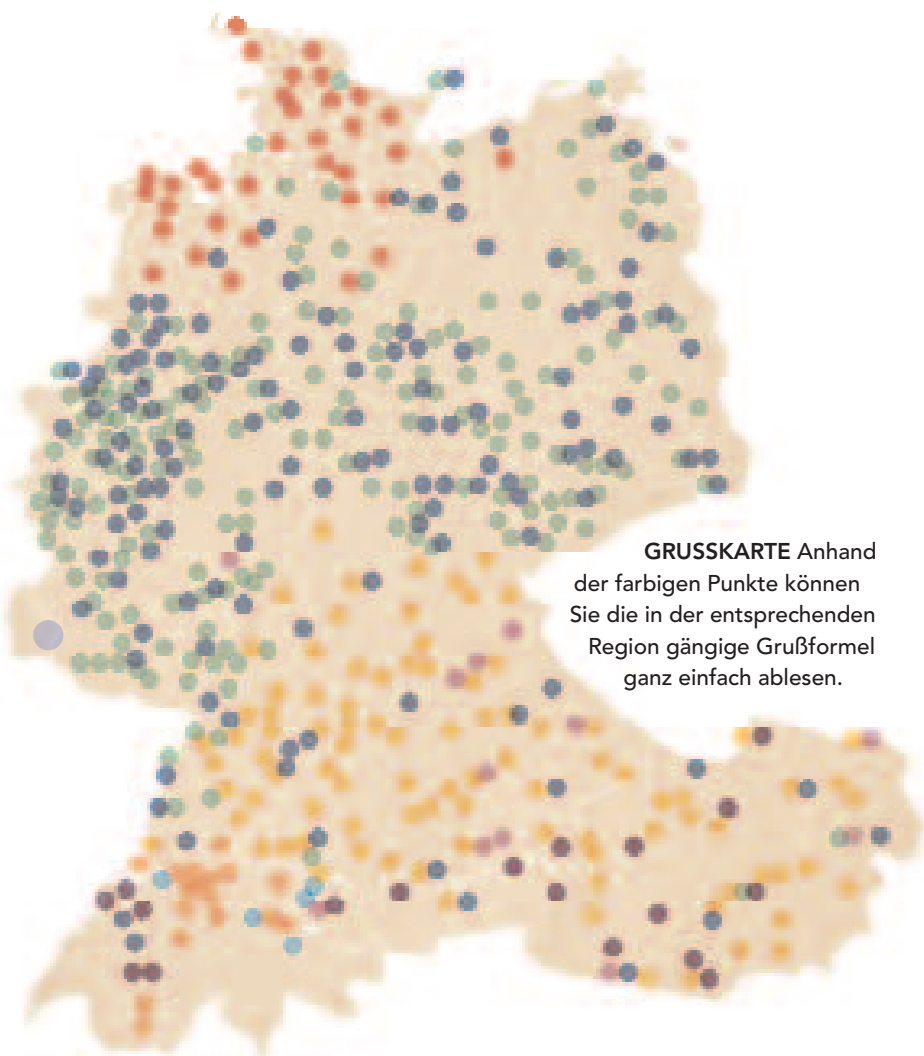 GRUSSKARTE Anhand
der farbigen Punkte können
Sie die in der entsprechenden
Region gängige Grußformel
ganz einfach ablesen.